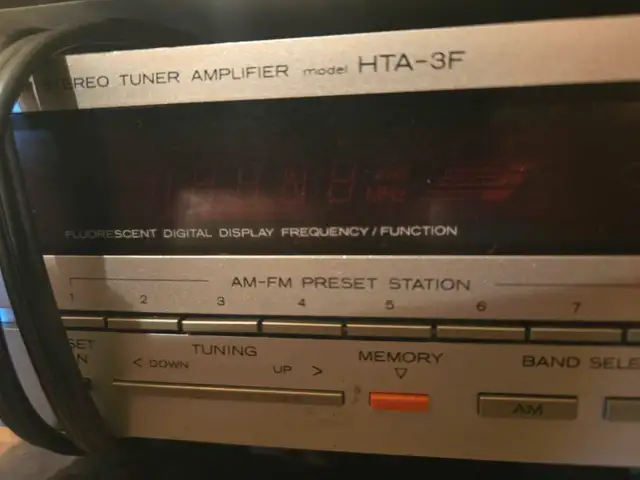 STEREO TUNER AMPLIFIER model HTA-3F
MHz
FLUORESCENT DIGITAL DISPLAY FREQUENCY/FUNCTION
AM-FM PRESET STATION
1 2 3 4 5 6 7
TUNING
< DOWN UP >
MEMORY
BAND SELE
AM